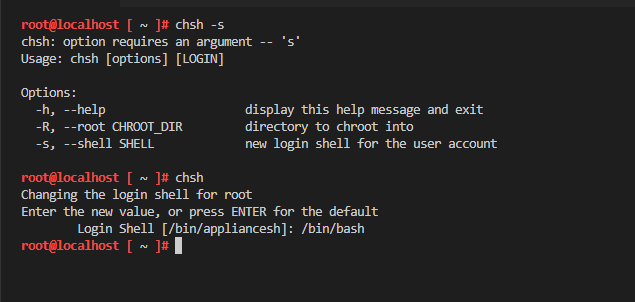 root@localhost [ ~ ]# chsh -s
chsh: option requires an argument -- 's'
Usage: chsh [options] [LOGIN]
Options:
-h, --help display this help message and exit
-R, --root CHROOT_DIR directory to chroot into
-s, --shell SHELL new login shell for the user account
root@localhost [ ~ ]# chsh
Changing the login shell for root
Enter the new value, or press ENTER for the default
Login Shell [/bin/appliancesh]: /bin/bash
root@localhost [ ~ ]#